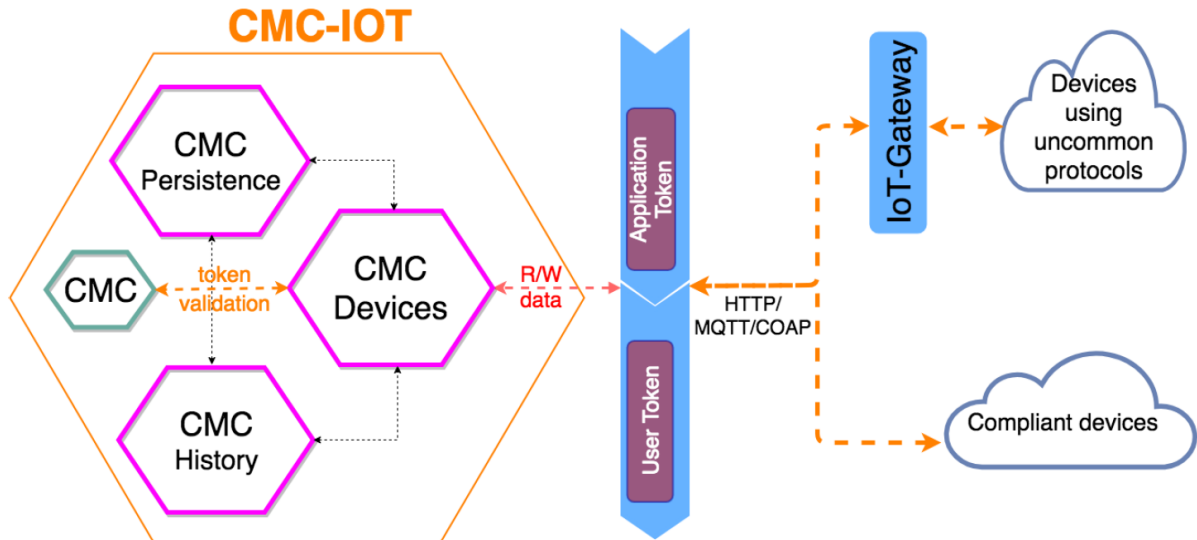 CMC-IOT
CMC
Persistence
CMC
token
validation
CMC
Devices
CMC
History
R/W
data
Application
Token
User Token
HTTP/
MQTT/COAP
IoT-Gateway
Devices
using
uncommon
protocols
Compliant devices